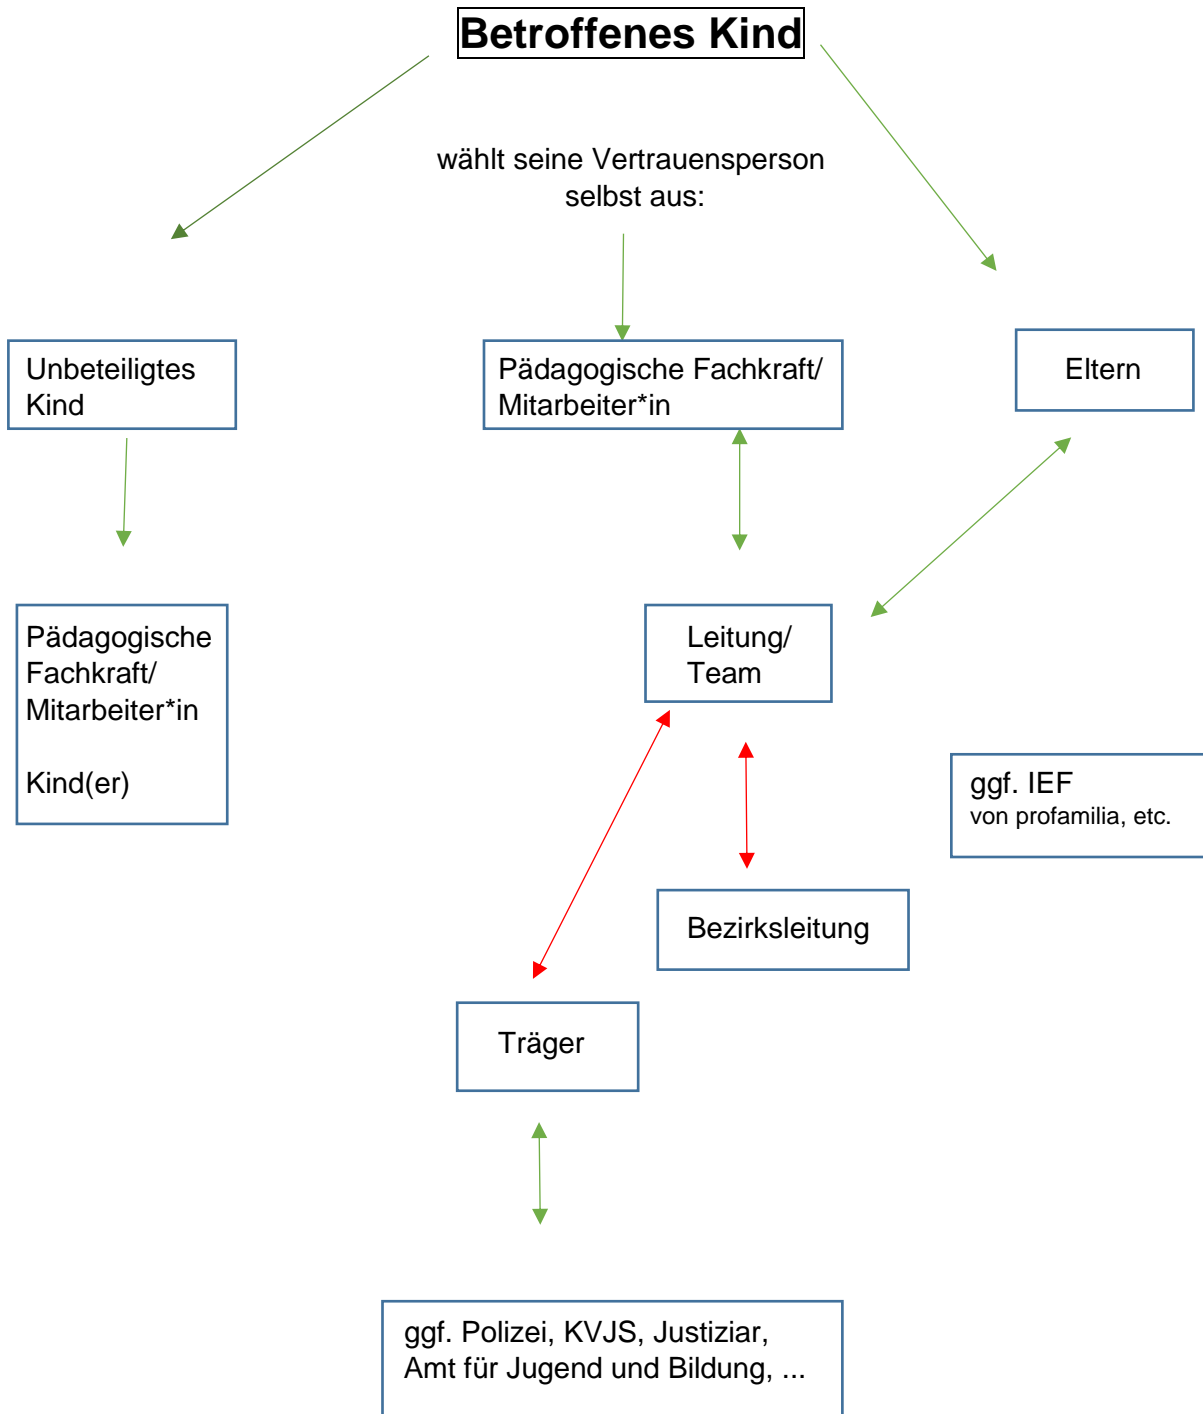 Betroffenes Kind
wählt seine Vertrauensperson
selbst aus:
Unbeteiligtes
Kind
Pädagogische Fachkraft/
Mitarbeiter*in
Eltern
Pädagogische
Fachkraft/
Mitarbeiter*in
Kind(er)
Leitung/
Team
ggf. IEF
von profamilia, etc.
Bezirksleitung
Träger
ggf. Polizei, KVJS, Justiziar,
Amt für Jugend und Bildung, ...